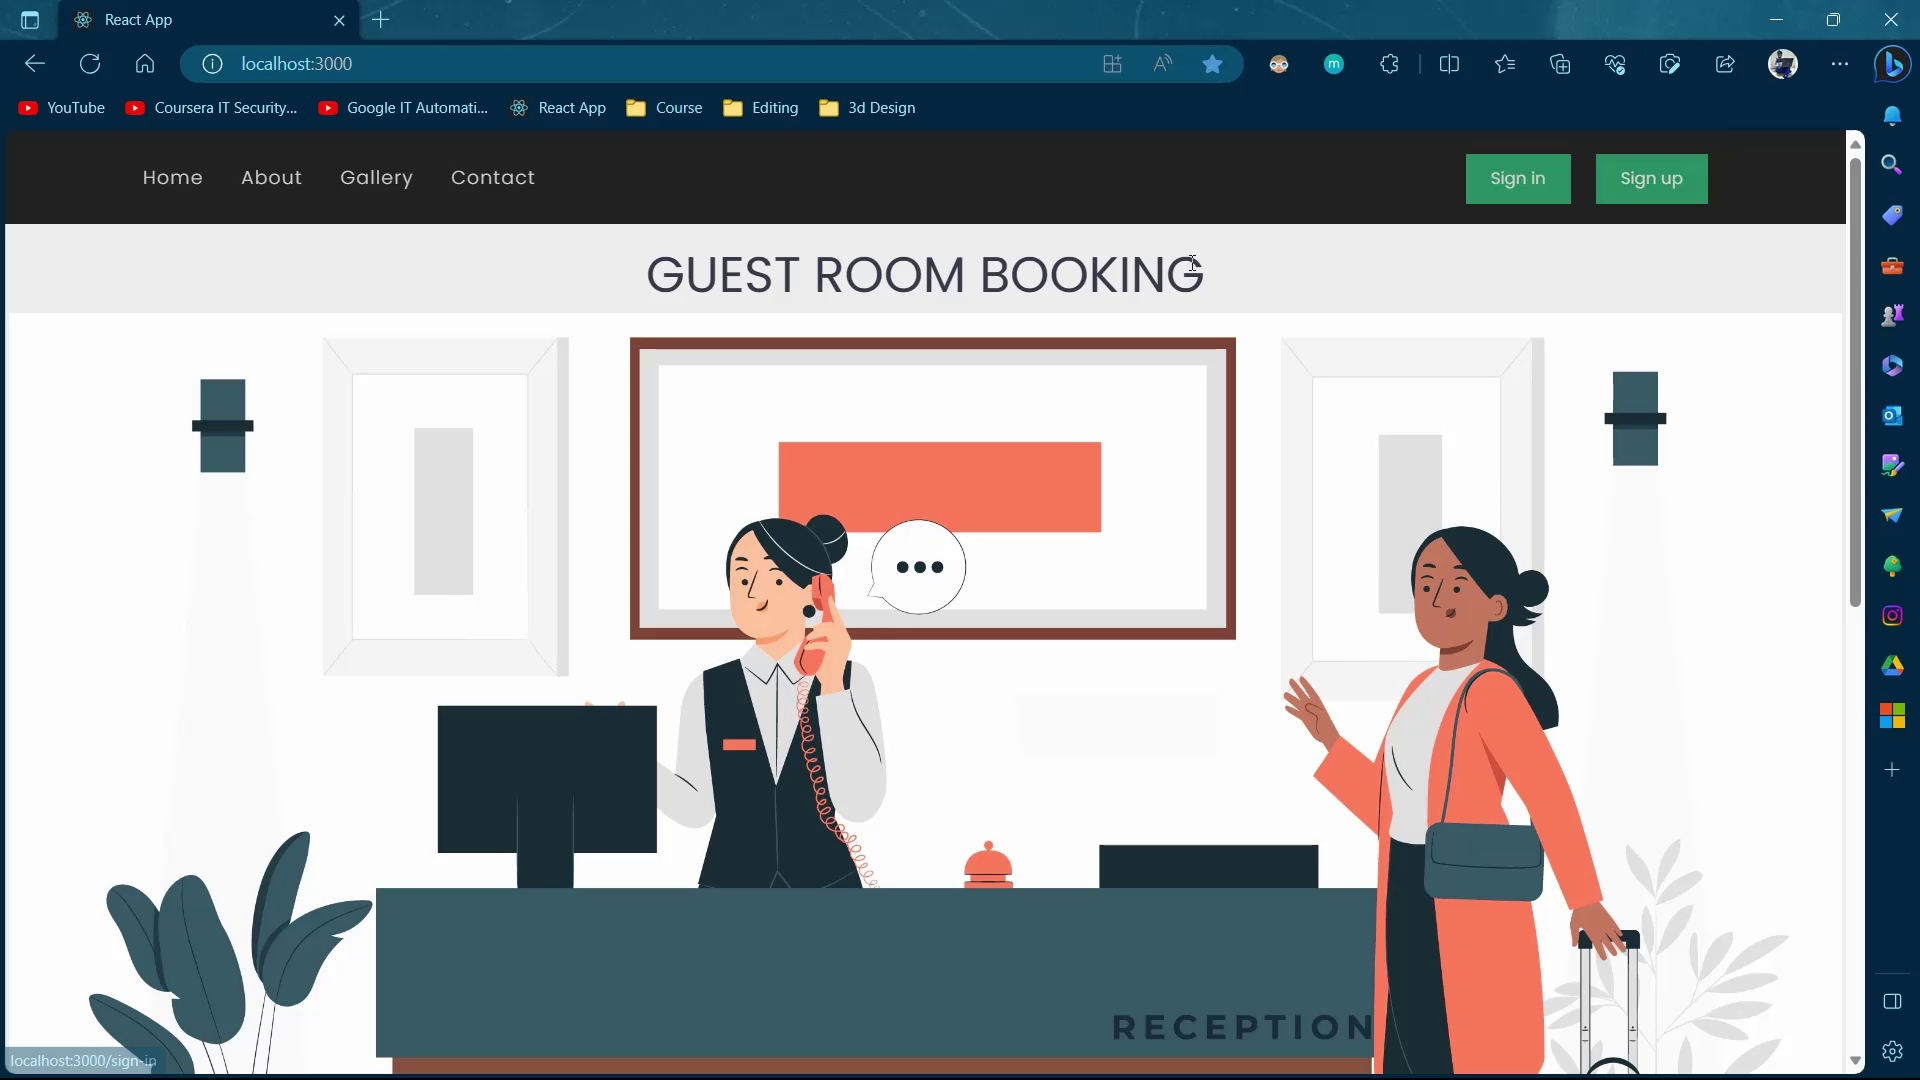 React App
localhost:3000
YouTube Coursera IT Security... Google IT Automati... React App Course Editing 3d Design
Home About Gallery Contact Sign in Sign up
GUEST ROOM BOOKING
RECEPTION
localhost:3000/sign-in